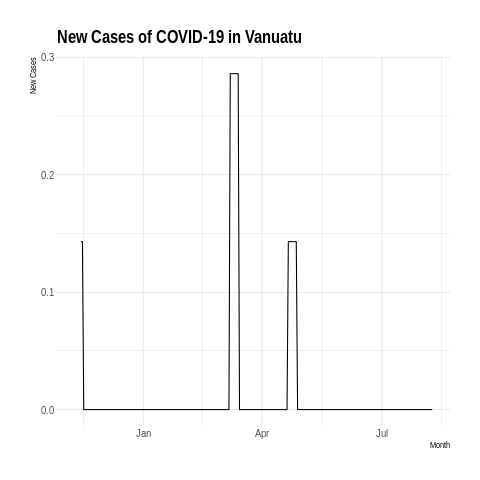 New Cases of COVID-19 in Vanuatu
New Cases
0.3
0.2
0.1
0.0
Jan Apr Jul
Month